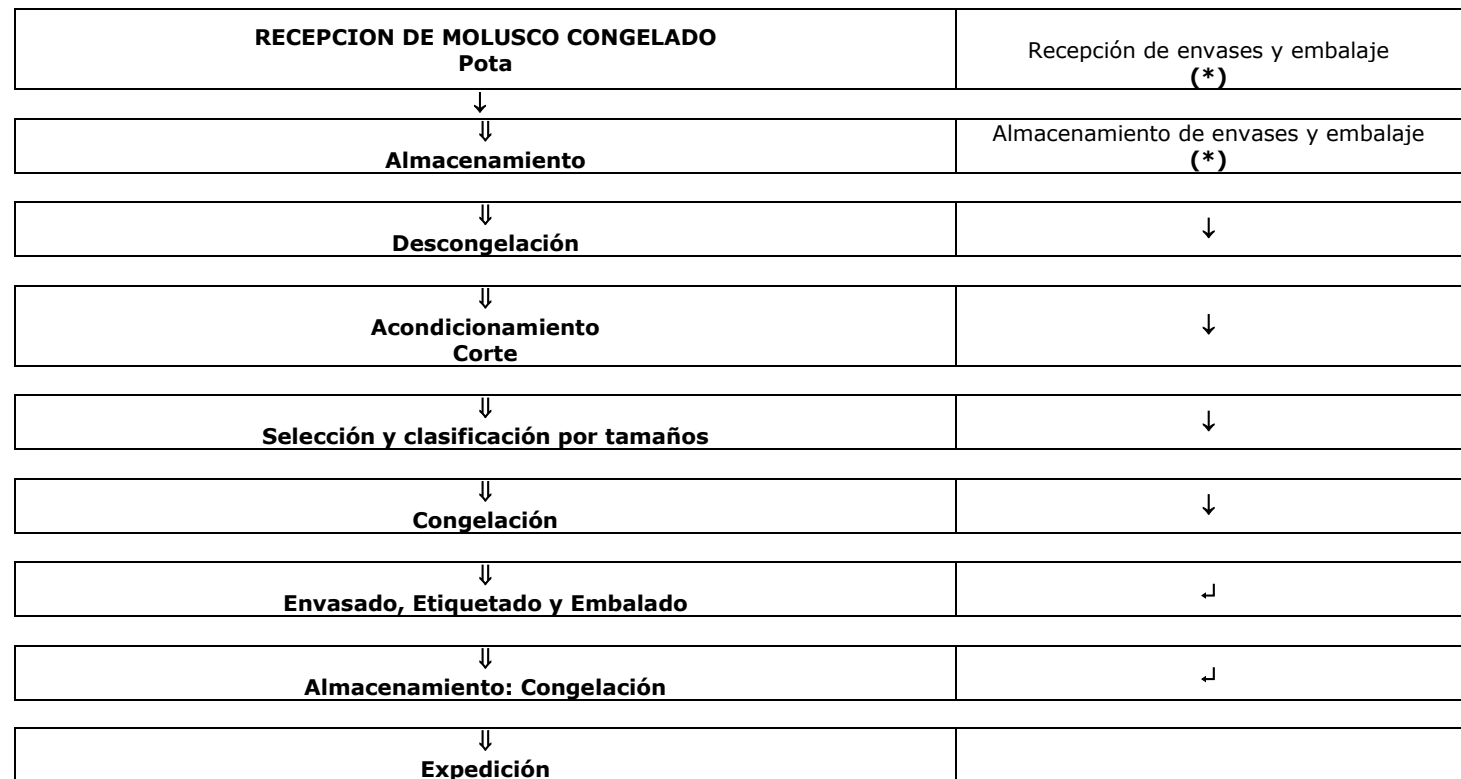 RECEPCION DE MOLUSCO CONGELADO
Pota
Recepción de envases y embalaje
(*)
↓
⇓
Almacenamiento
Almacenamiento de envases y embalaje
(*)
⇓
Descongelación
↓
⇓
Acondicionamiento
Corte
↓
⇓
Selección y clasificación por tamaños
↓
⇓
Congelación
↓
⇓
Envasado, Etiquetado y Embalado
↵
⇓
Almacenamiento: Congelación
↵
⇓
Expedición